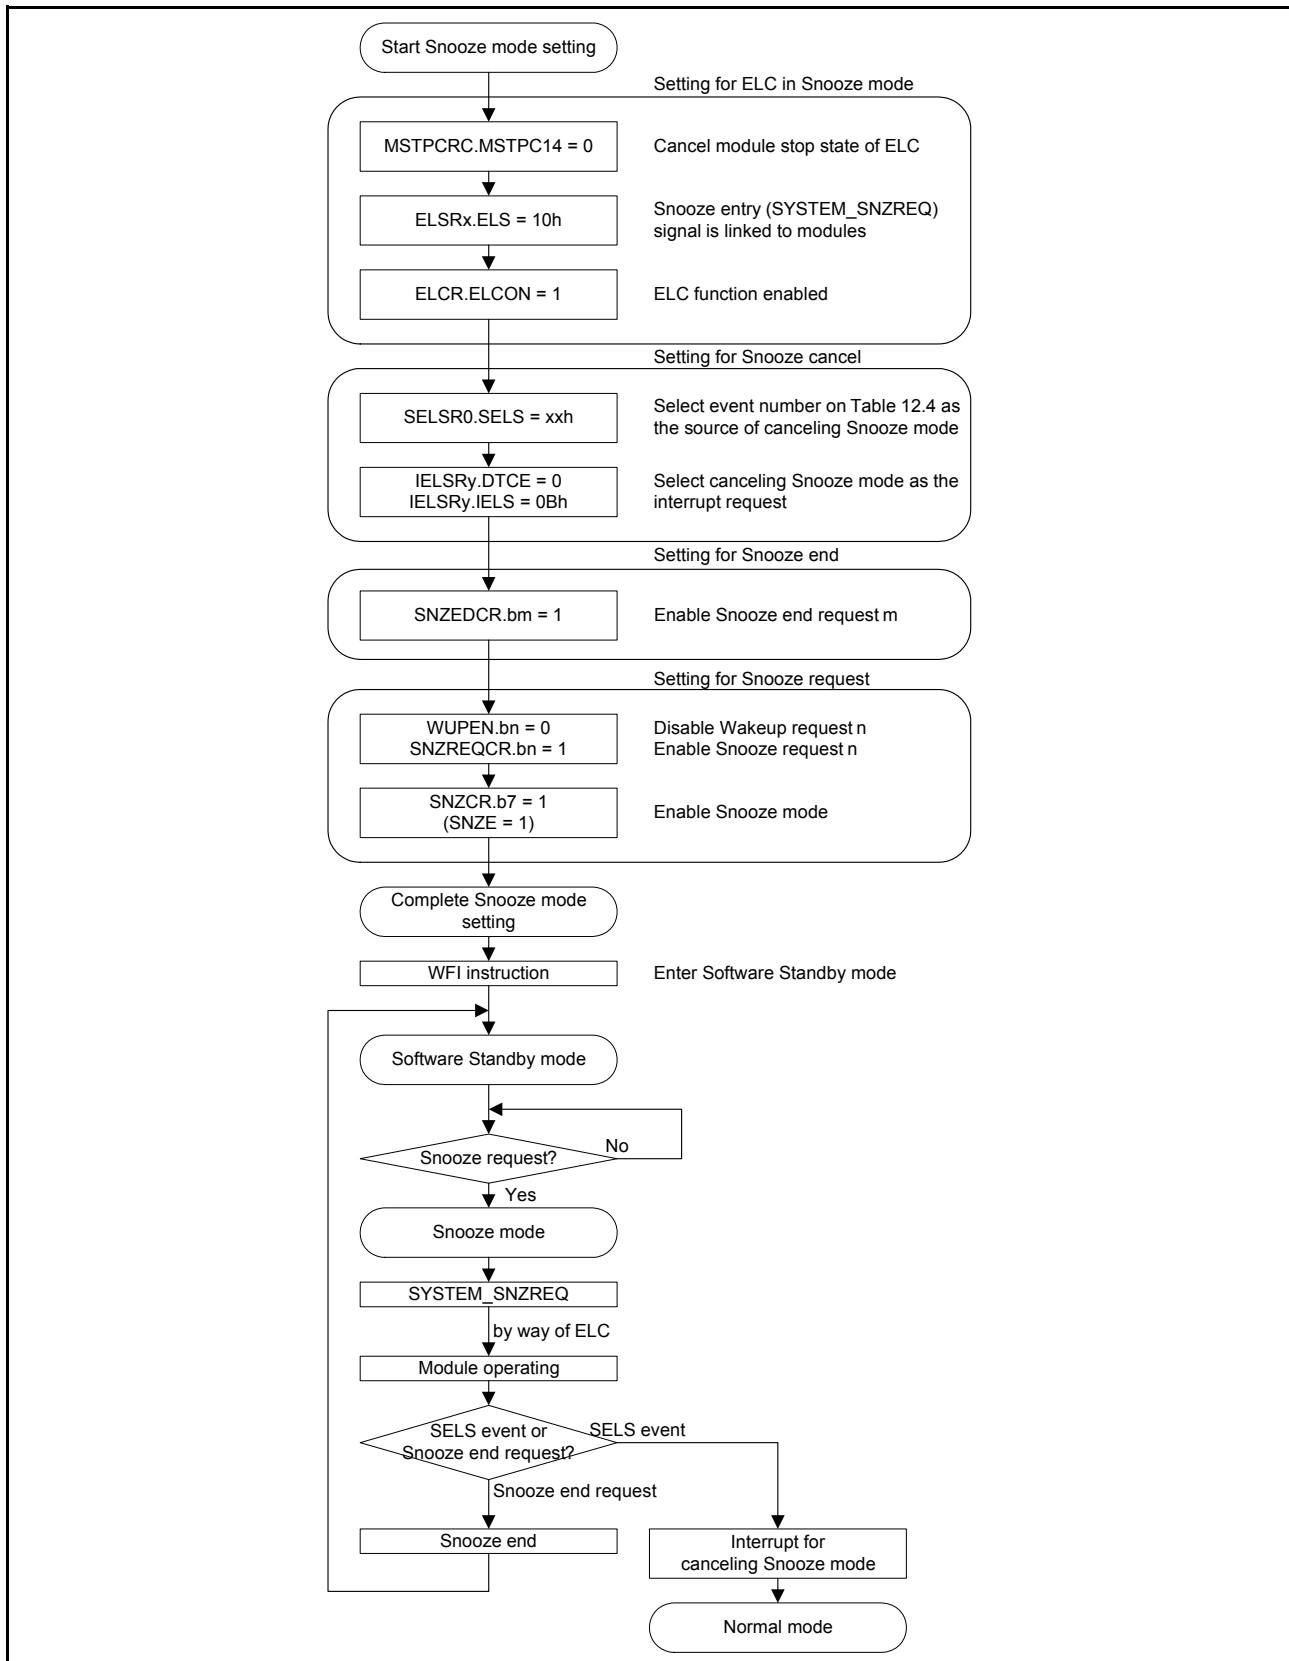 Start Snooze mode setting
Setting for ELC in Snooze mode
MSTPCRC.MSTPC14 = 0
Cancel module stop state of ELC
ELSRx.ELS = 10h
Snooze entry (SYSTEM_SNZREQ)
signal is linked to modules
ELCR.ELCON = 1
ELC function enabled
Setting for Snooze cancel
SELSR0.SELS = xxh
Select event number on Table 12.4 as
the source of canceling Snooze mode
IELSRy.DTCE = 0
IELSRy.IELS = 0Bh
Select canceling Snooze mode as the
interrupt request
Setting for Snooze end
SNZEDCR.bm = 1
Enable Snooze end request m
Setting for Snooze request
WUPEN.bn = 0
SNZREQCR.bn = 1
Disable Wakeup request n
Enable Snooze request n
SNZCR.b7 = 1
(SNZE = 1)
Enable Snooze mode
Complete Snooze mode
setting
WFI instruction
Enter Software Standby mode
Software Standby mode
Snooze request?
No
Yes
Snooze mode
SYSTEM_SNZREQ
by way of ELC
Module operating
SELS event or
Snooze end request?
SELS event
Snooze end request
Snooze end
Interrupt for
canceling Snooze mode
Normal mode